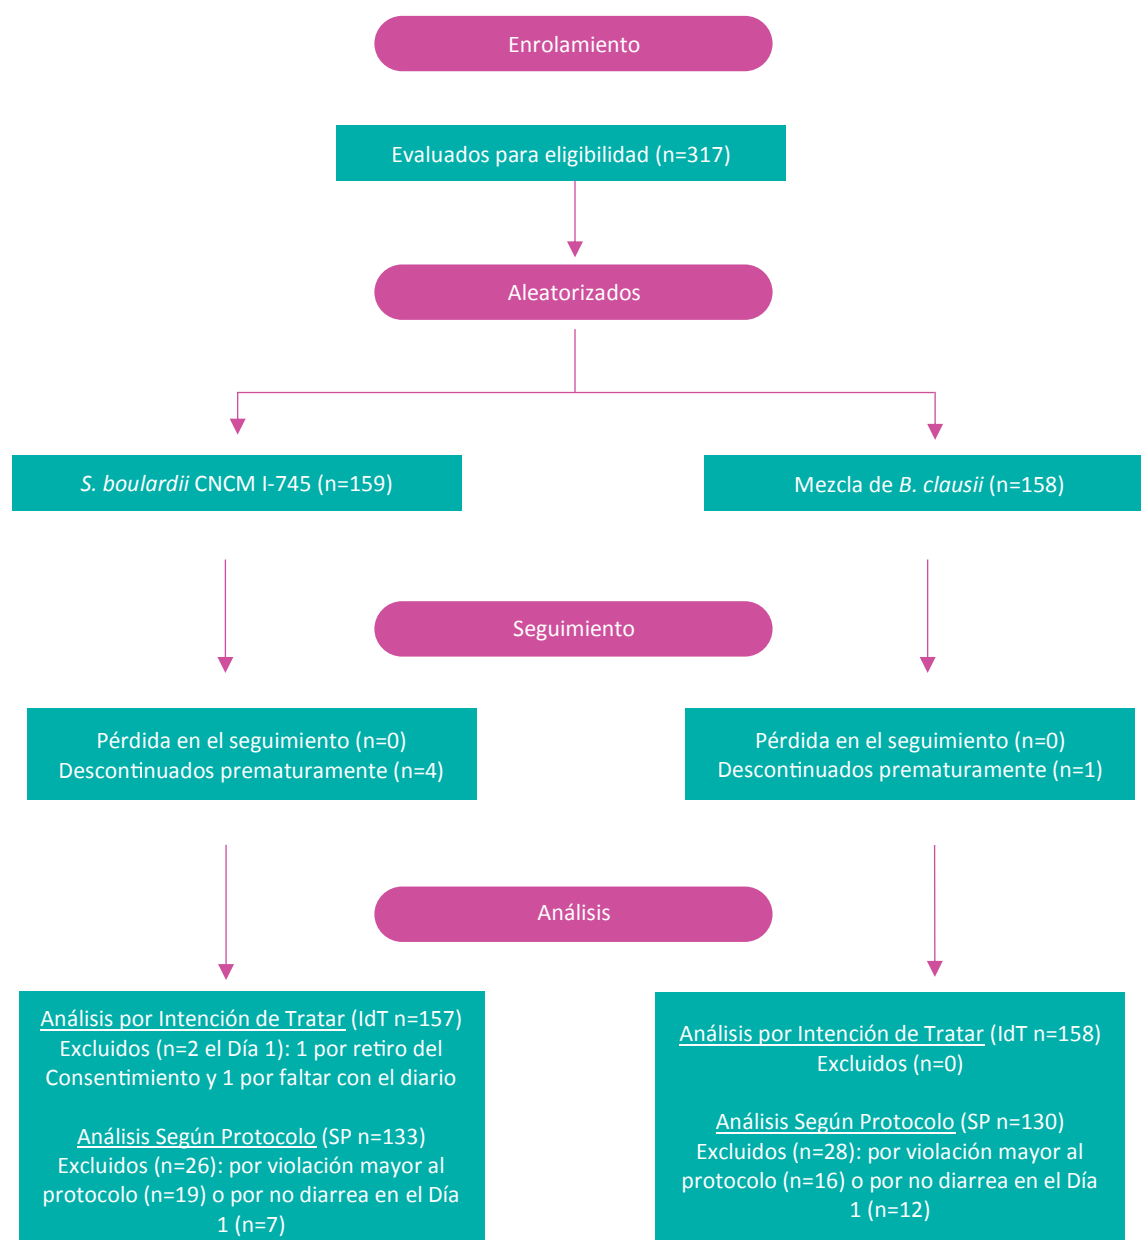 Enrolamiento
Evaluados para eligibilidad (n=317)
Aleatorizados
S. boulardii CNCM I-745 (n=159)
Mezcla de B. clausii (n=158)
Seguimiento
Pérdida en el seguimiento (n=0)
Descontinuados prematuramente (n=4)
Pérdida en el seguimiento (n=0)
Descontinuados prematuramente (n=1)
Análisis
Análisis por Intención de Tratar (IdT n=157)
Excluidos (n=2 el Día 1): 1 por retiro del
Consentimiento y 1 por faltar con el diario
Análisis Según Protocolo (SP n=133)
Excluidos (n=26): por violación mayor al
protocolo (n=19) o por no diarrea en el Día
1 (n=7)
Análisis por Intención de Tratar (IdT n=158)
Excluidos (n=0)
Análisis Según Protocolo (SP n=130)
Excluidos (n=28): por violación mayor al
protocolo (n=16) o por no diarrea en el Día
1 (n=12)